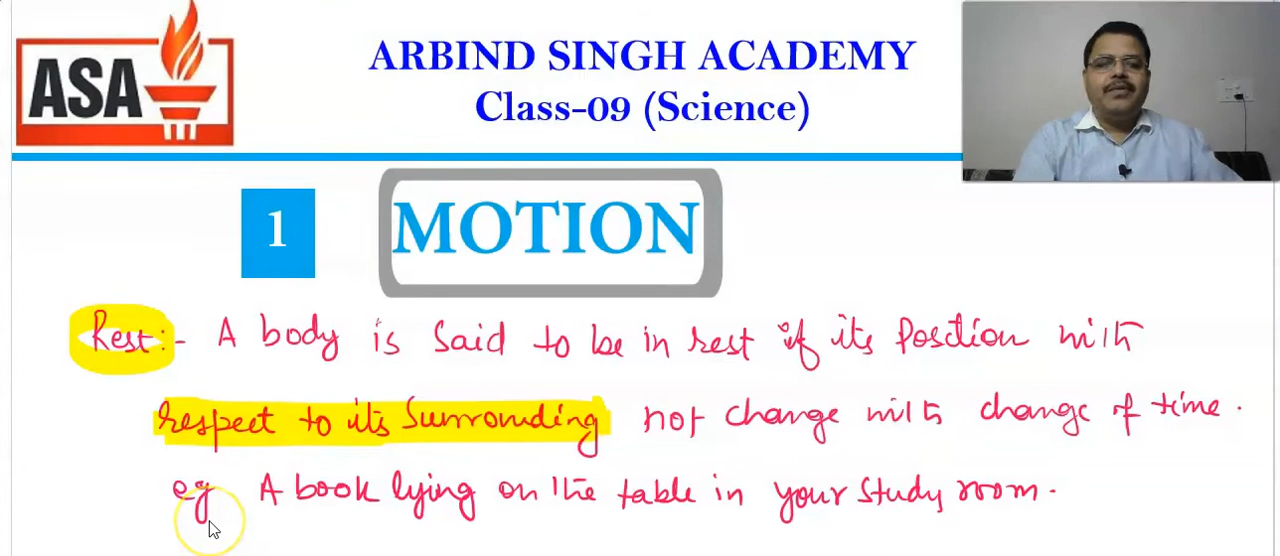 ASA
ARBIND SINGH ACADEMY
Class-09 (Science)
1
MOTION
Rest:- A body is said to be in rest if its Position with
respect to its Surrounding not change with change of time.
eg A book lying on the table in your study room.